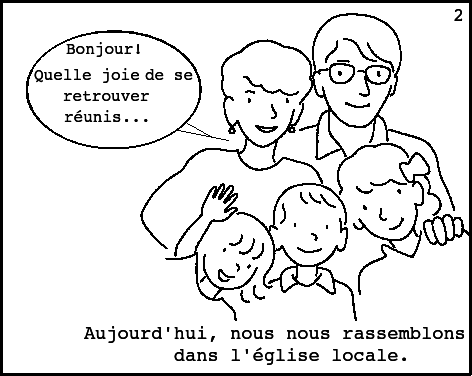 2
Bonjour!
Quelle joie de se
retrouver
réunis...
Aujourd'hui, nous nous rassemblons
dans l'église locale.